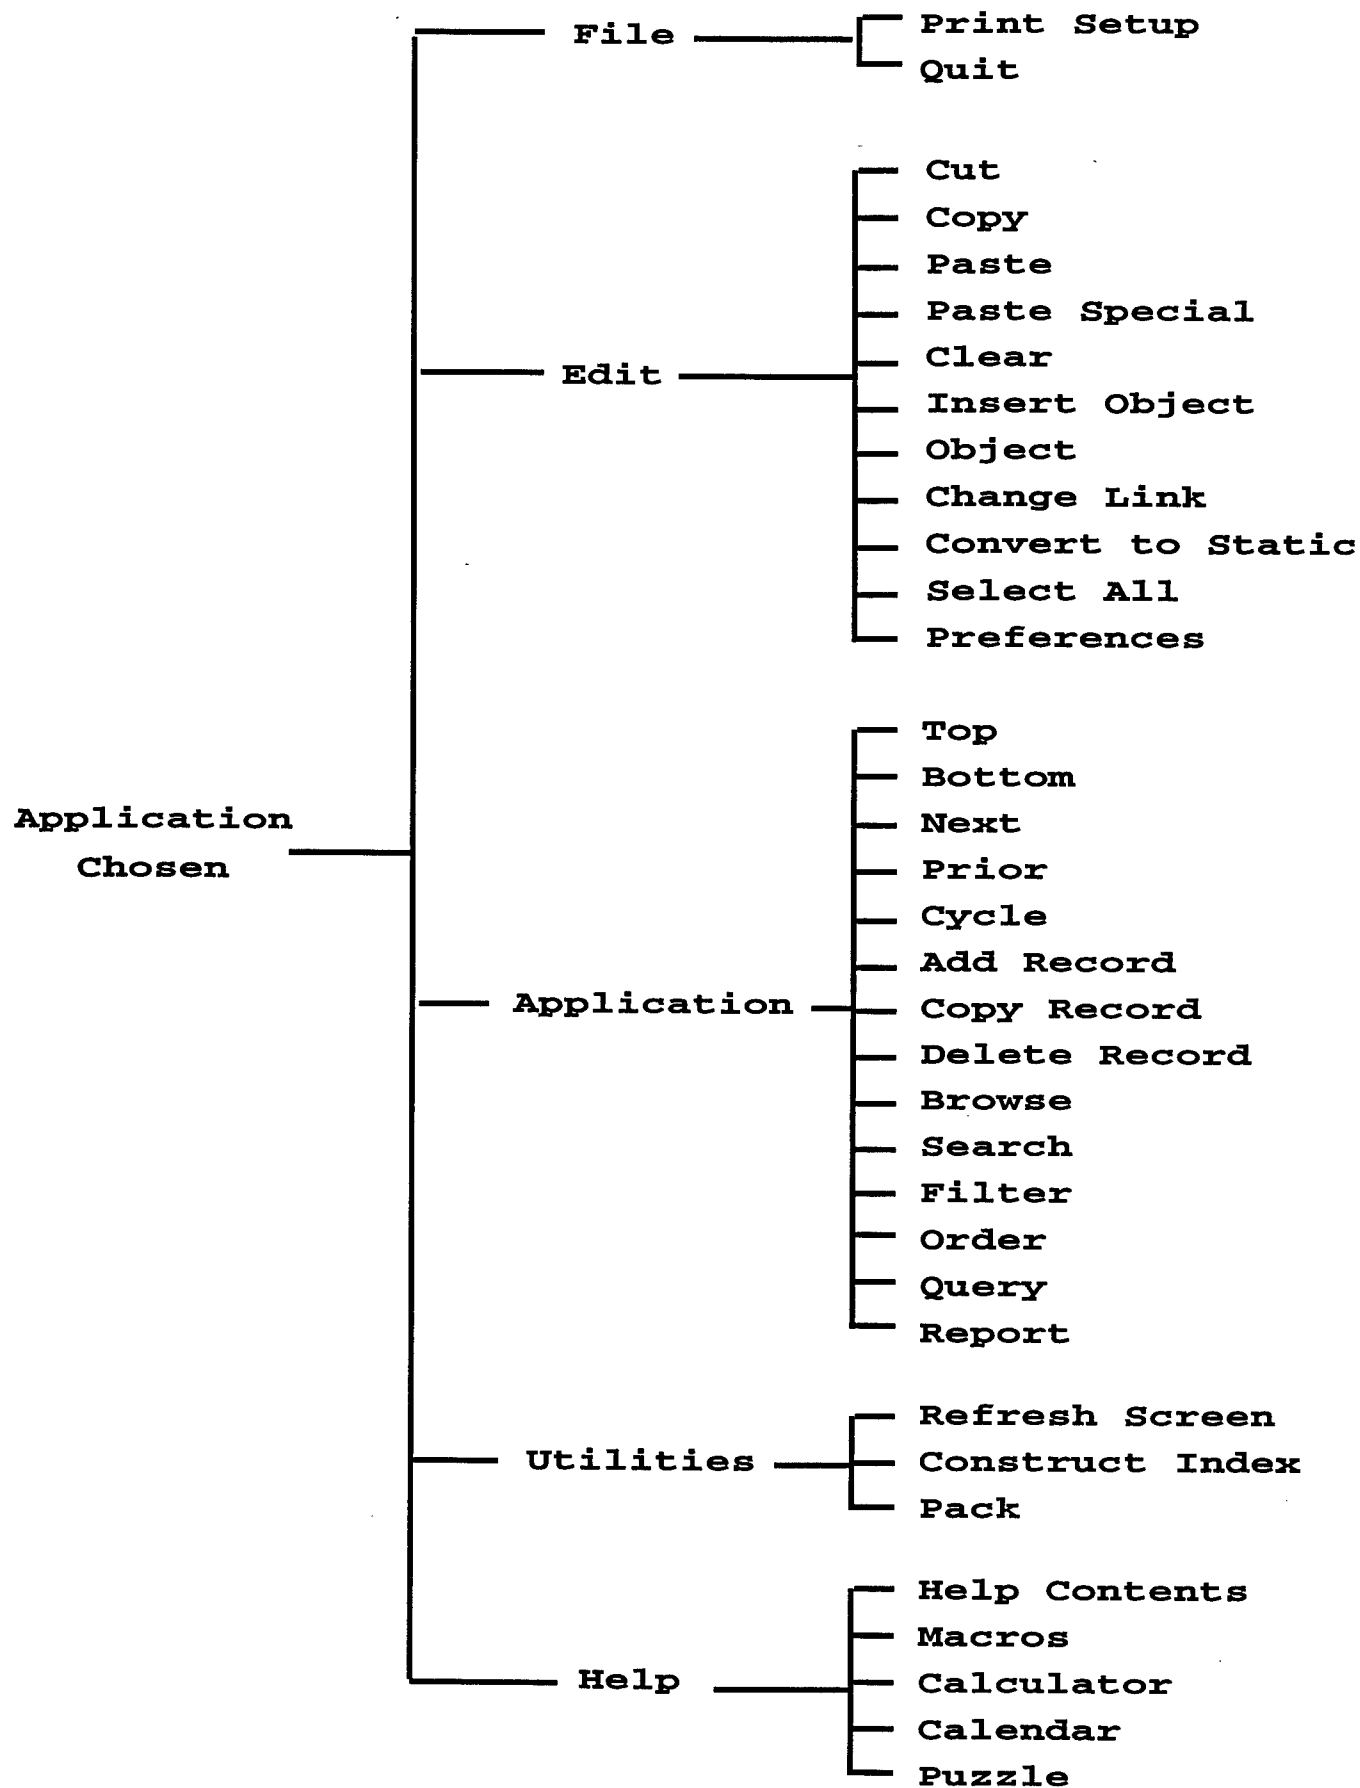 File
Print Setup
Quit
Edit
Cut
Copy
Paste
Paste Special
Clear
Insert Object
Object
Change Link
Convert to Static
Select All
Preferences
Application
Chosen
Application
Top
Bottom
Next
Prior
Cycle
Add Record
Copy Record
Delete Record
Browse
Search
Filter
Order
Query
Report
Utilities
Refresh Screen
Construct Index
Pack
Help
Help Contents
Macros
Calculator
Calendar
Puzzle